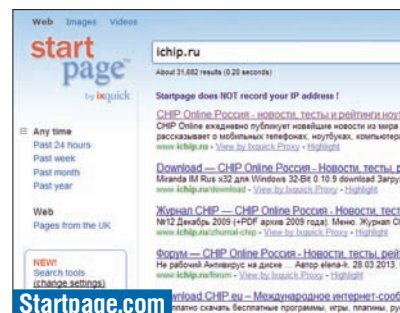 Web Images Videos
start
page™
by ixquick
ichip.ru
About 31,882 results (0.20 seconds)
Startpage does NOT record your IP address !
Any time
Past 24 hours
Past week
Past month
Past year
Web
Pages from the UK
NEW!
Search tools
(change settings)
CHIP Online Россия - новости, тесты и рейтинги ноут
CHIP Online ежедневно публикует новейшие новости из мира
рассказывает о мобильных телефонах, ноутбуках, компьютер
www.ichip.ru - View by Ixquick Proxy - Highlight
Download — CHIP Online Россия - Новости, тесты, р
Miranda IM Rus x32 для Windows 32-Bit 0.10.9 download Загру
www.ichip.ru/download - View by Ixquick Proxy - Highlight
Журнал CHIP — CHIP Online Россия - Новости, тест
№12 Декабрь 2009 (+PDF архив 2009 года). Меню. Журнал C
www.ichip.ru/zhurnal-chip - View by Ixquick Proxy - Highlight
Форум — CHIP Online Россия - Новости, тесты, рей
Не рабочий Антивирус на диске ... Автор elena-it. 28.03.2013.
www.ichip.ru/forum - View by Ixquick Proxy - Highlight
wnload CHIP.eu – Международное интернет-сооб
платно скачать бесплатные программы, игры, плагины, ру
Startpage.com